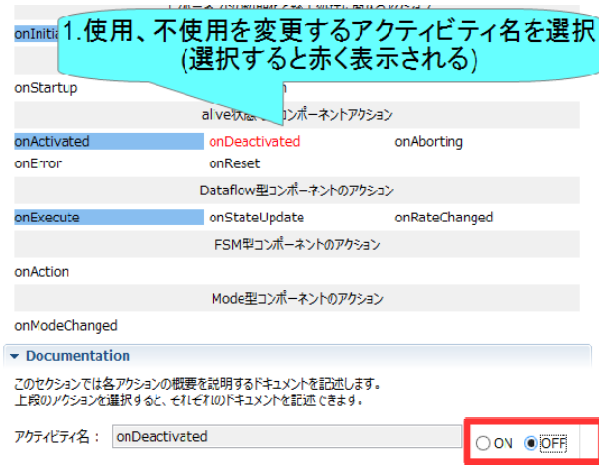 onInitia
1.使用、不使用を変更するアクティビティ名を選択
(選択すると赤く表示される)
onStartup
コンポーネントアクション
onActivated onDeactivated onAborting
onError onReset
Dataflow型コンポーネントのアクション
onExecute onStateUpdate onRateChanged
FSM型コンポーネントのアクション
onAction
Mode型コンポーネントのアクション
onModeChanged
Documentation
このセクションでは各アクションの概要を説明するドキュメントを記述します。
上段のアクションを選択すると、それぞれのドキュメントを記述できます。
アクティビティ名： onDeactivated ON OFF